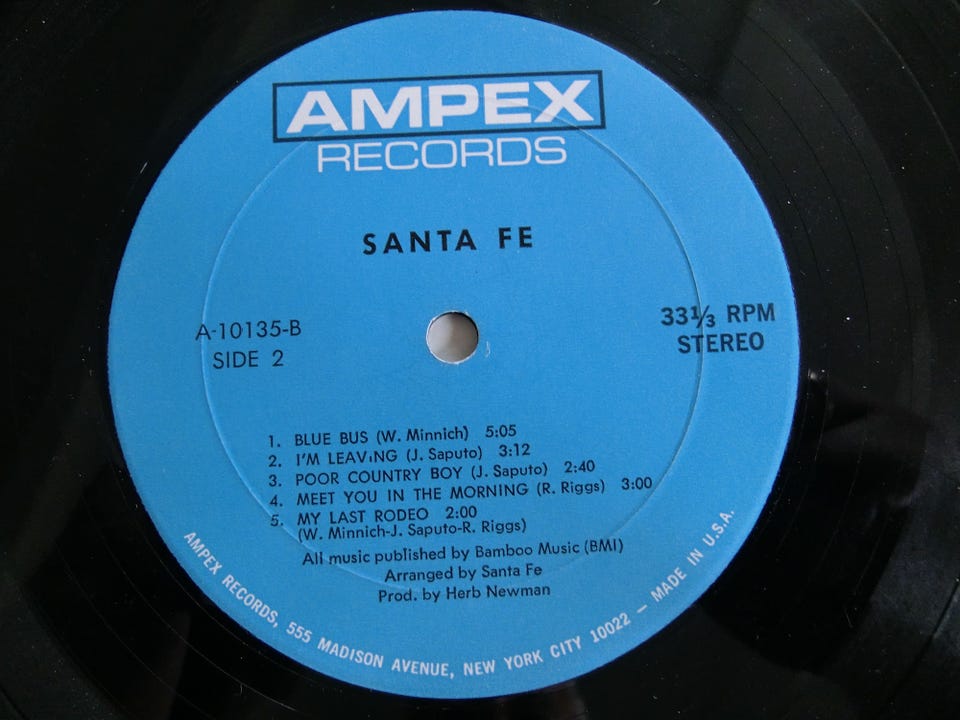 AMPEX
RECORDS
SANTA FE
A-10135-B
SIDE 2
33⅓ RPM
STEREO
1. BLUE BUS (W. Minnich) 5:05
2. I'M LEAVING (J. Saputo) 3:12
3. POOR COUNTRY BOY (J. Saputo) 2:40
4. MEET YOU IN THE MORNING (R. Riggs) 3:00
5. MY LAST RODEO 2:00
(W. Minnich-J. Saputo-R. Riggs)
All music published by Bamboo Music (BMI)
Arranged by Santa Fe
Prod. by Herb Newman
AMPEX RECORDS, 555 MADISON AVENUE, NEW YORK CITY 10022 — MADE IN U.S.A.